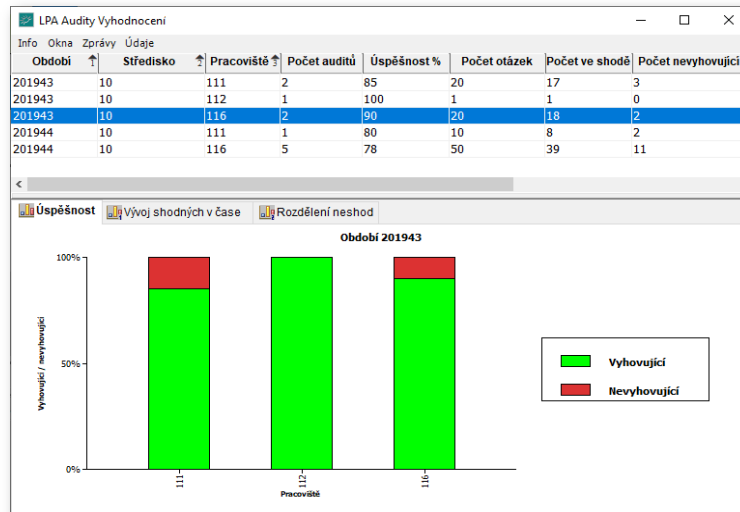 LPA Audity Vyhodnocení
Info Okna Zprávy Údaje
Období 1 Středisko 2 Pracoviště 3 Počet auditů Úspěšnost % Počet otázek Počet ve shodě Počet nevyhovující
201943 10 111 2 85 20 17 3
201943 10 112 1 100 1 1 0
201943 10 116 2 90 20 18 2
201944 10 111 1 80 10 8 2
201944 10 116 5 78 50 39 11
Úspěšnost Vývoj shodných v čase Rozdělení neshod
Období 201943
100%
50%
0%
Vyhovující / nevyhovující
111 112 116
Pracoviště
Vyhovující
Nevyhovující